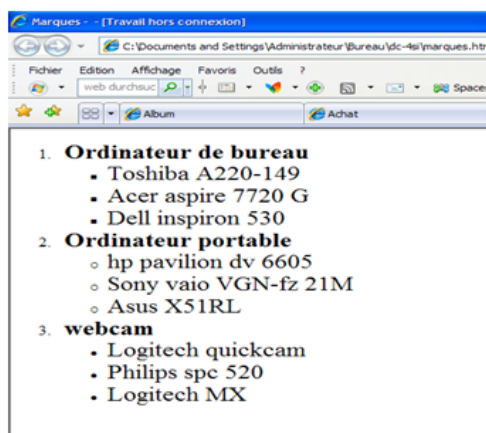 Marques - - [Travail hors connexion]
C:\Documents and Settings\Administrateur\Bureau\dc-4si\marques.htm
Fichier Edition Affichage Favoris Outils ?
web durchsuc Spaces
Album Achat
1. Ordinateur de bureau
▪ Toshiba A220-149
▪ Acer aspire 7720 G
▪ Dell inspiron 530
2. Ordinateur portable
◦ hp pavilion dv 6605
◦ Sony vaio VGN-fz 21M
◦ Asus X51RL
3. webcam
• Logitech quickcam
• Philips spc 520
• Logitech MX